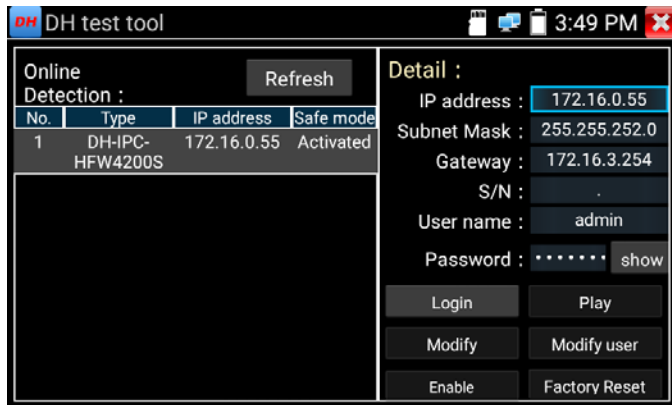 DH DH test tool 3:49 PM
Online
Detection :
Refresh
No. Type IP address Safe mode
1 DH-IPC- 172.16.0.55 Activated
HFW4200S
Detail :
IP address : 172.16.0.55
Subnet Mask : 255.255.252.0
Gateway : 172.16.3.254
S/N : .
User name : admin
Password : ······· show
Login Play
Modify Modify user
Enable Factory Reset